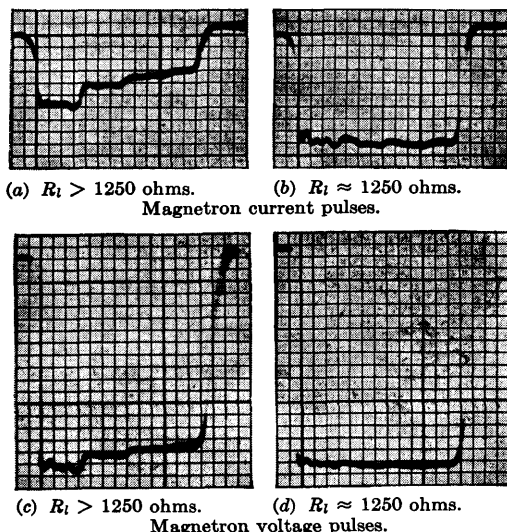 (a) Rl > 1250 ohms. (b) Rl ≈ 1250 ohms.
Magnetron current pulses.
(c) Rl > 1250 ohms. (d) Rl ≈ 1250 ohms.
Magnetron voltage pulses.